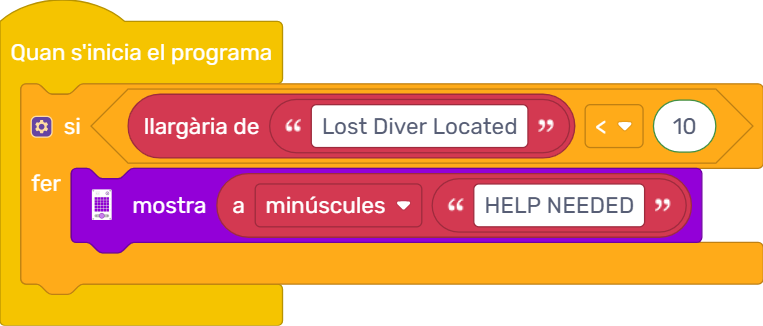 Quan s'inicia el programa
si llargària de “ Lost Diver Located ” < 10
fer
mostra a minúscules “ HELP NEEDED ”